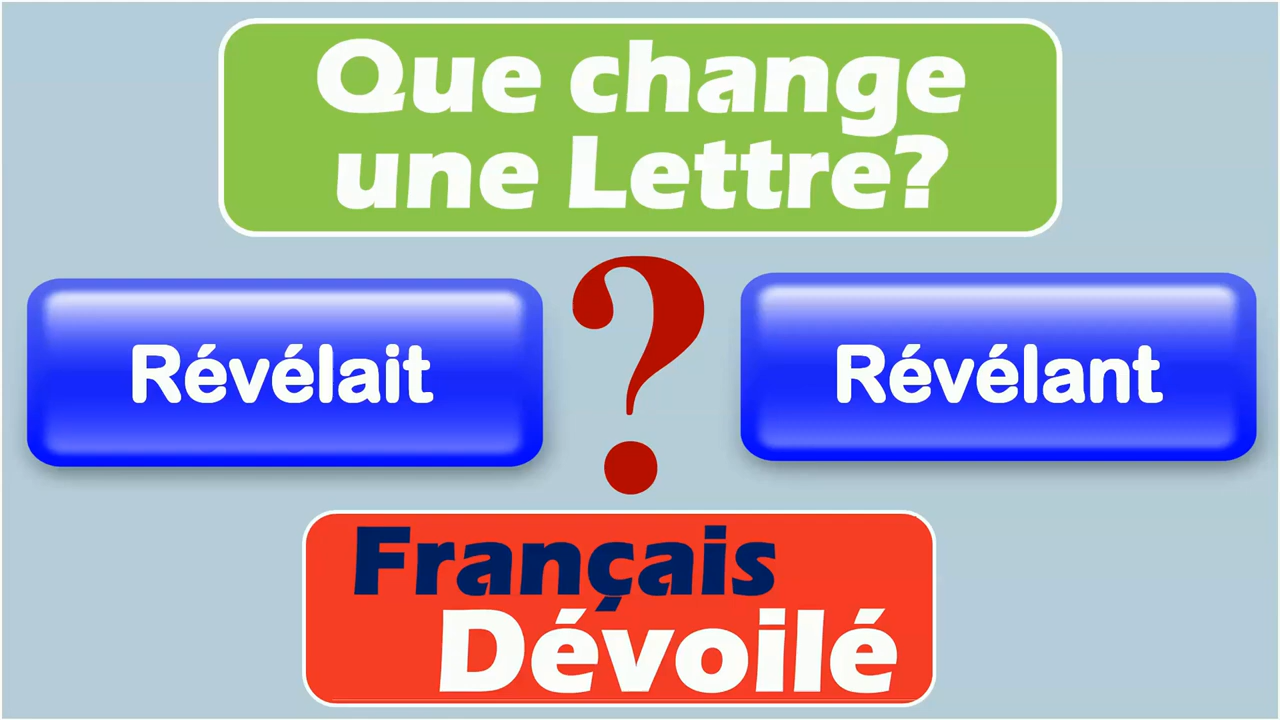 Que change
une Lettre?
Révélait
?
Révélant
Français
Dévoilé